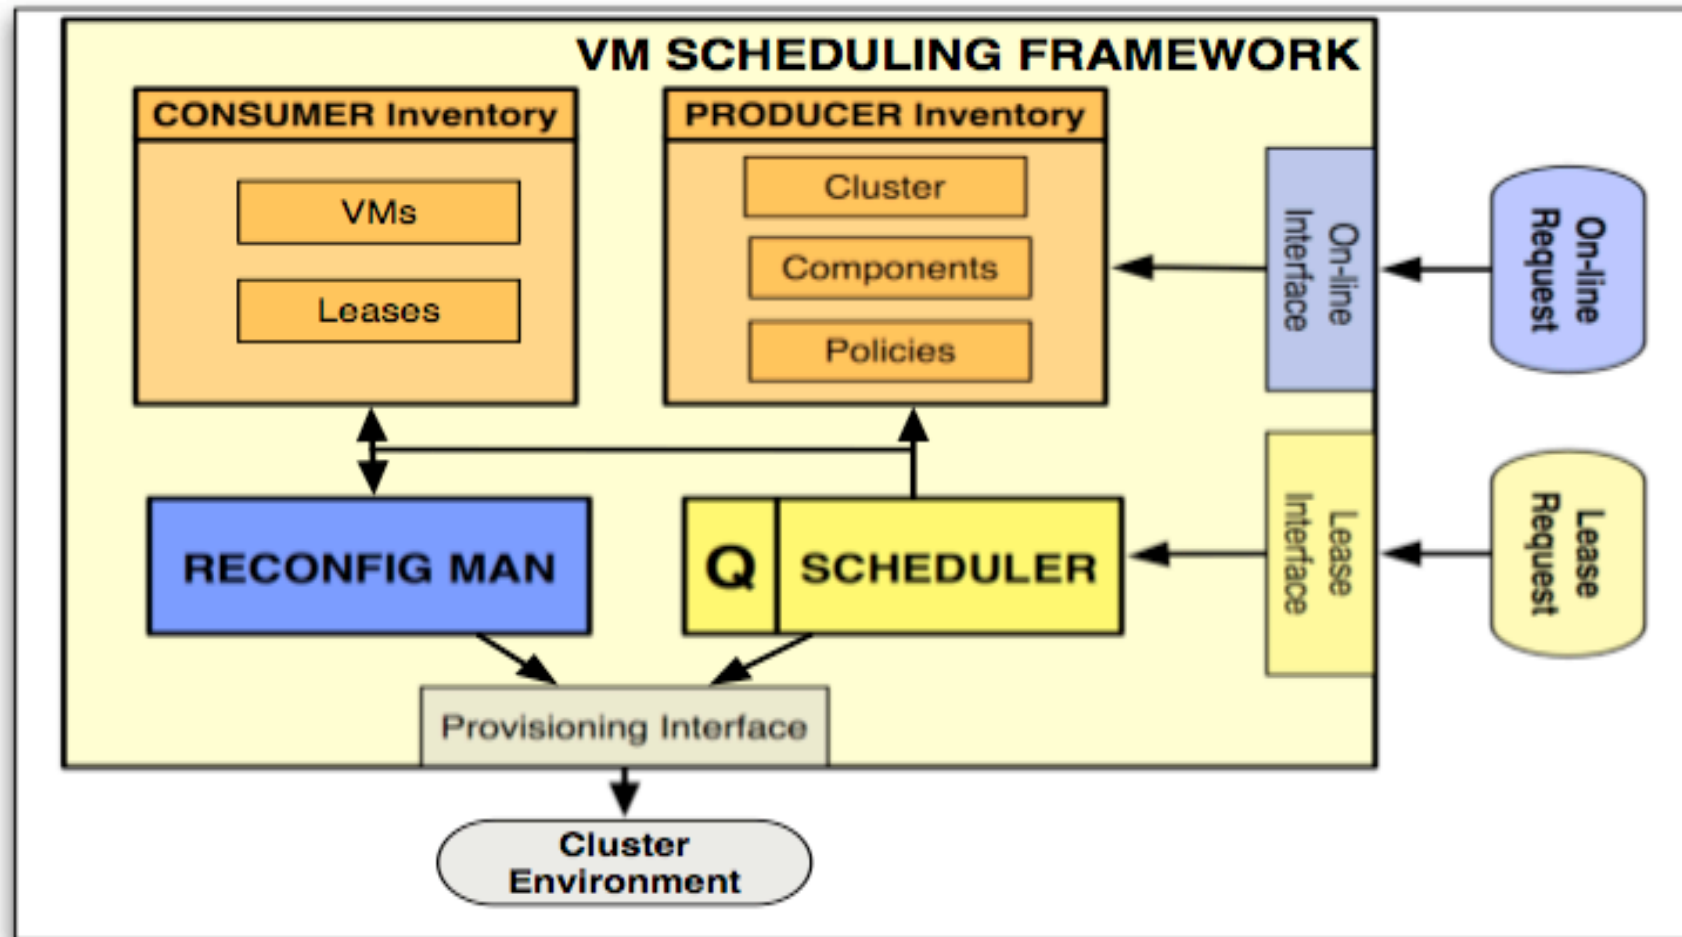 VM SCHEDULING FRAMEWORK
CONSUMER Inventory
VMs
Leases
PRODUCER Inventory
Cluster
Components
Policies
On-line
Interface
On-line
Request
RECONFIG MAN
Q
SCHEDULER
Lease
Interface
Lease
Request
Provisioning Interface
Cluster
Environment